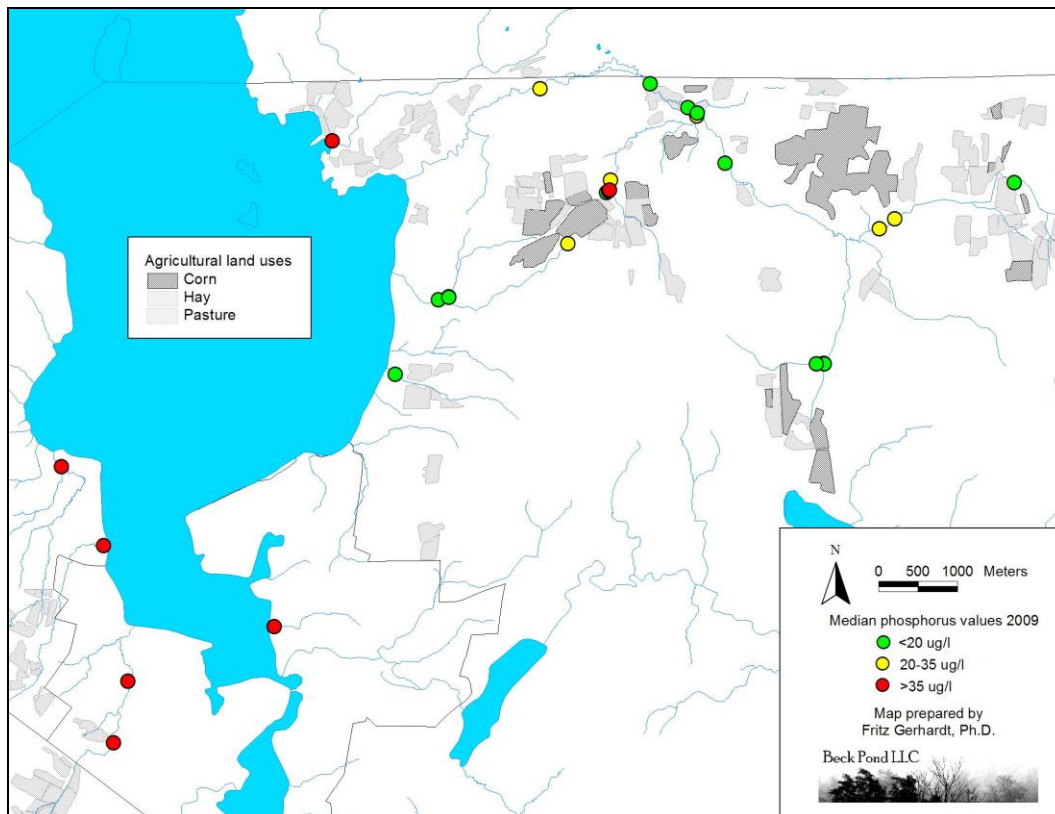 Agricultural land uses
Corn
Hay
Pasture
N
0 500 1000 Meters
Median phosphorus values 2009
<20 ug/l
20-35 ug/l
>35 ug/l
Map prepared by
Fritz Gerhardt, Ph.D.
Beck Pond LLC